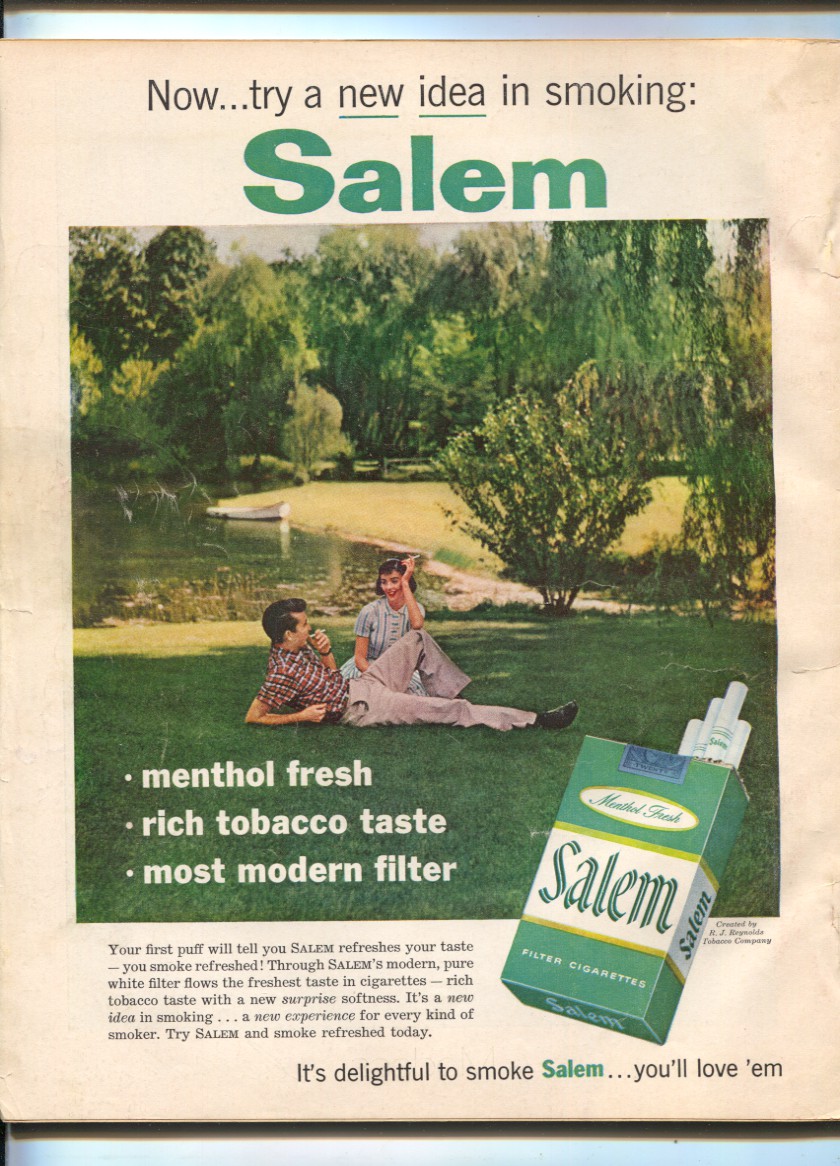 Now...try a new idea in smoking:
Salem
• menthol fresh
• rich tobacco taste
• most modern filter
Menthol Fresh
Salem
Salem
Salem
FILTER CIGARETTES
Salem
Created by
R. J. Reynolds
Tobacco Company
Your first puff will tell you SALEM refreshes your taste
— you smoke refreshed! Through SALEM's modern, pure
white filter flows the freshest taste in cigarettes — rich
tobacco taste with a new surprise softness. It's a new
idea in smoking . . . a new experience for every kind of
smoker. Try SALEM and smoke refreshed today.
It's delightful to smoke Salem...you'll love 'em